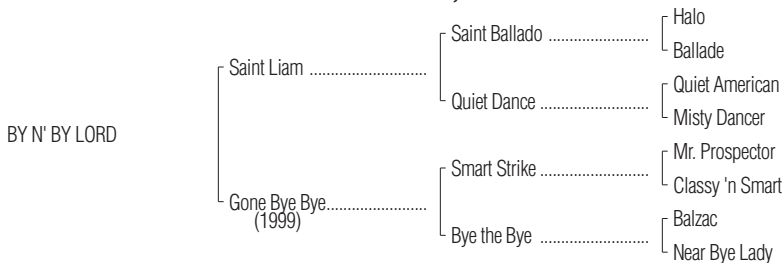 Halo
Saint Ballado ........................
Ballade
Saint Liam ............................
Quiet American
Quiet Dance ..........................
Misty Dancer
BY N' BY LORD
Mr. Prospector
Smart Strike ..........................
Classy 'n Smart
Gone Bye Bye........................
(1999)
Balzac
Bye the Bye ..........................
Near Bye Lady